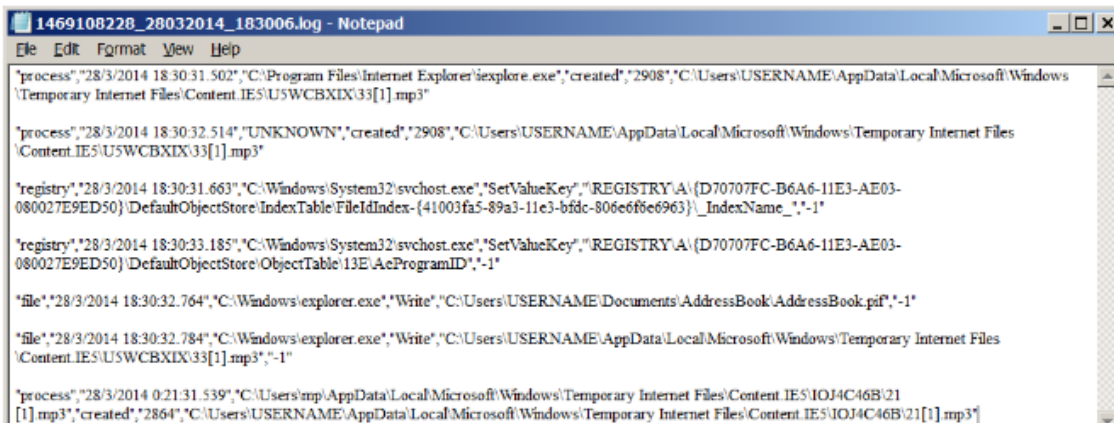 1469108228_28032014_183006.log - Notepad
File Edit Format View Help
"process","28/3/2014 18:30:31.502","C:\Program Files\Internet Explorer\iexplore.exe","created","2908","C:\Users\USERNAME\AppData\Local\Microsoft\Windows
\Temporary Internet Files\Content.IE5\U5WCBXIX\33[1].mp3"
"process","28/3/2014 18:30:32.514","UNKNOWN","created","2908","C:\Users\USERNAME\AppData\Local\Microsoft\Windows\Temporary Internet Files
\Content.IE5\U5WCBXIX\33[1].mp3"
"registry","28/3/2014 18:30:31.663","C:\Windows\System32\svchost.exe","SetValueKey","\REGISTRY\A\{D70707FC-B6A6-11E3-AE03-
080027E9ED50}\DefaultObjectStore\IndexTable\FileIdIndex-{41003fa5-89a3-11e3-bfdc-806e6f6e6963}\_IndexName_","-1"
"registry","28/3/2014 18:30:33.185","C:\Windows\System32\svchost.exe","SetValueKey","\REGISTRY\A\{D70707FC-B6A6-11E3-AE03-
080027E9ED50}\DefaultObjectStore\ObjectTable\13E\AeProgramID","-1"
"file","28/3/2014 18:30:32.764","C:\Windows\explorer.exe","Write","C:\Users\USERNAME\Documents\AddressBook\AddressBook.pif","-1"
"file","28/3/2014 18:30:32.784","C:\Windows\explorer.exe","Write","C:\Users\USERNAME\AppData\Local\Microsoft\Windows\Temporary Internet Files
\Content.IE5\U5WCBXIX\33[1].mp3","-1"
"process","28/3/2014 0:21:31.539","C:\Users\mp\AppData\Local\Microsoft\Windows\Temporary Internet Files\Content.IE5\IOJ4C46B\21
[1].mp3","created","2864","C:\Users\USERNAME\AppData\Local\Microsoft\Windows\Temporary Internet Files\Content.IE5\IOJ4C46B\21[1].mp3"